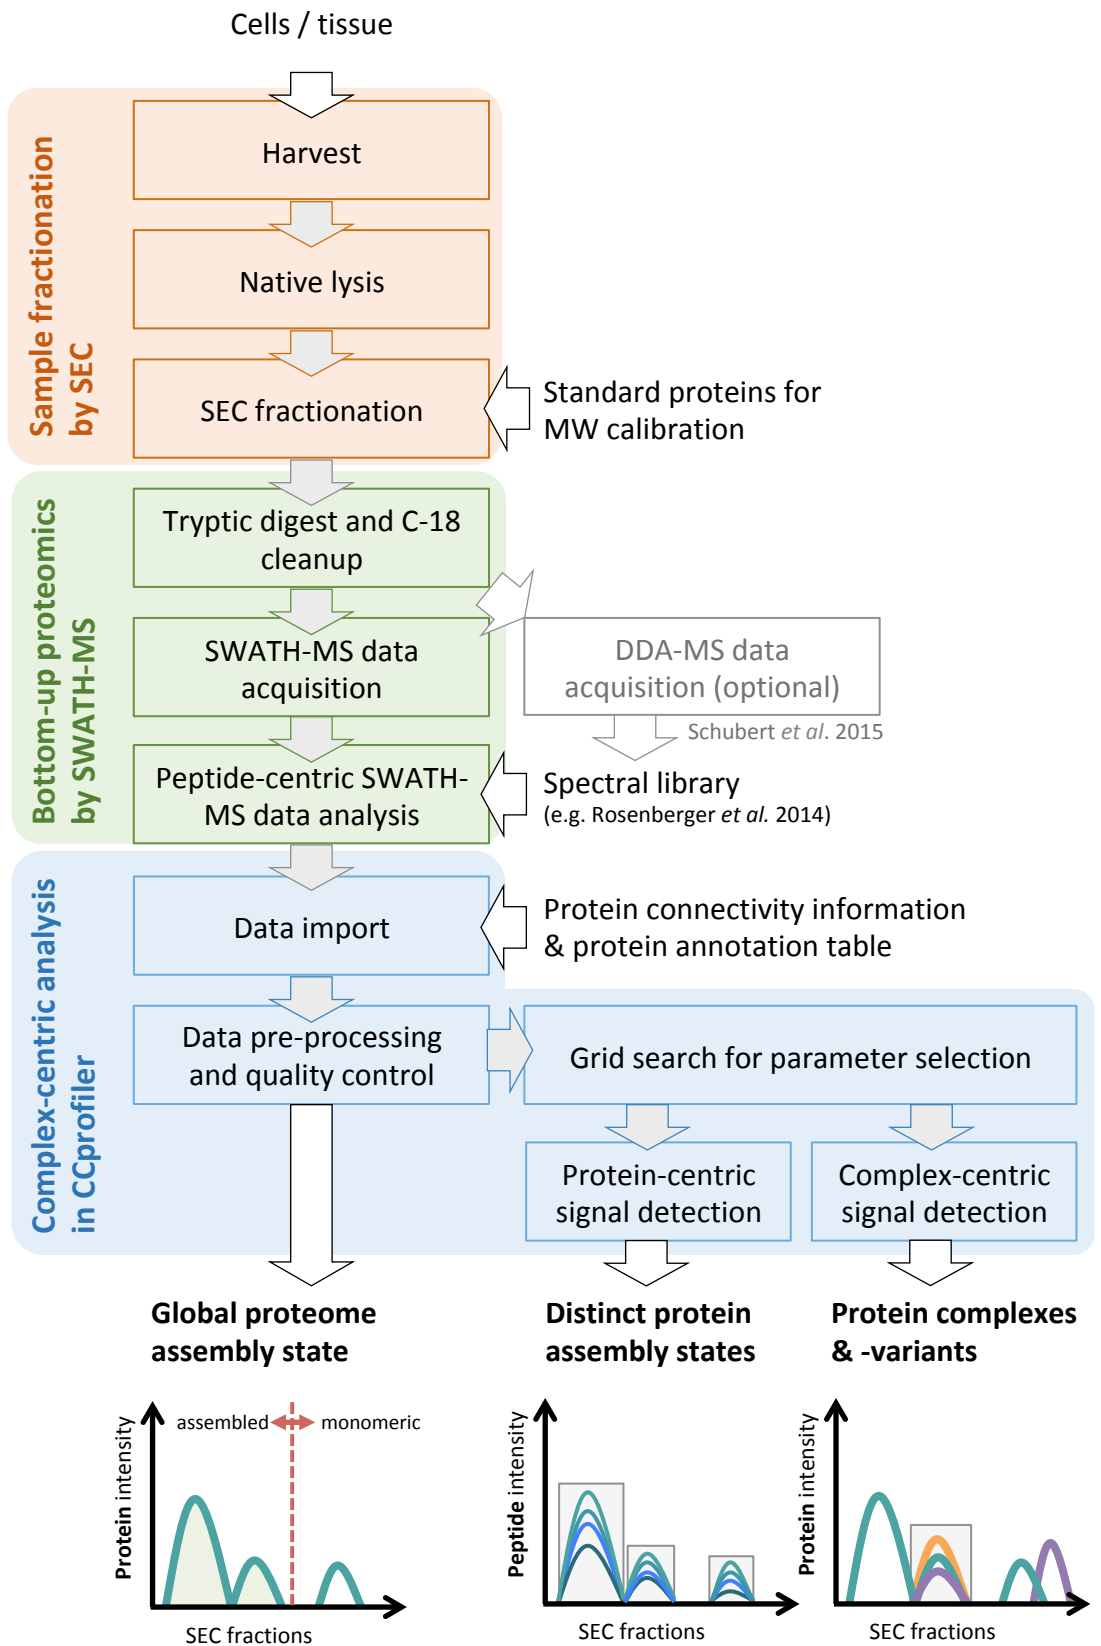 Cells / tissue
Sample fractionation
by SEC
Harvest
Native lysis
SEC fractionation
Standard proteins for
MW calibration
Bottom-up proteomics
by SWATH-MS
Tryptic digest and C-18
cleanup
SWATH-MS data
acquisition
DDA-MS data
acquisition (optional)
Schubert et al. 2015
Peptide-centric SWATH-
MS data analysis
Spectral library
(e.g. Rosenberger et al. 2014)
Complex-centric analysis
in CCprofiler
Data import
Protein connectivity information
& protein annotation table
Data pre-processing
and quality control
Grid search for parameter selection
Protein-centric
signal detection
Complex-centric
signal detection
Global proteome
assembly state
Distinct protein
assembly states
Protein complexes
& -variants
Protein intensity
assembled
monomeric
SEC fractions
Peptide intensity
SEC fractions
Protein intensity
SEC fractions